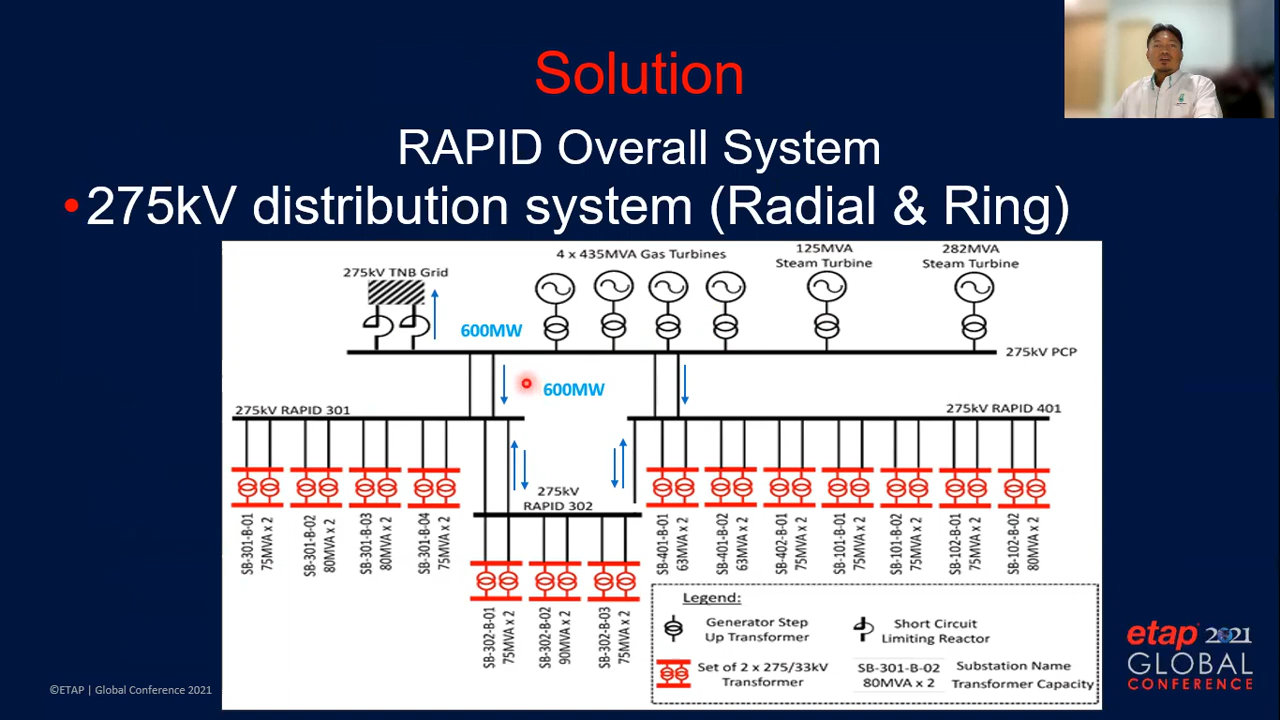 Solution
RAPID Overall System
•275kV distribution system (Radial & Ring)
275kV TNB Grid
4 x 435MVA Gas Turbines
125MVA
Steam Turbine
282MVA
Steam Turbine
600MW
275kV PCP
600MW
275kV RAPID 301
275kV RAPID 401
275kV
RAPID 302
SB-301-B-01
75MVA x 2
SB-301-B-02
80MVA x 2
SB-301-B-03
80MVA x 2
SB-301-B-04
75MVA x 2
SB-302-B-01
75MVA x 2
SB-302-B-02
90MVA x 2
SB-302-B-03
75MVA x 2
SB-401-B-01
63MVA x 2
SB-401-B-02
63MVA x 2
SB-402-B-01
75MVA x 2
SB-101-B-01
75MVA x 2
SB-101-B-02
75MVA x 2
SB-102-B-01
75MVA x 2
SB-102-B-02
80MVA x 2
Legend:
Generator Step
Up Transformer
Short Circuit
Limiting Reactor
Set of 2 x 275/33kV
Transformer
SB-301-B-02
80MVA x 2
Substation Name
Transformer Capacity
©ETAP | Global Conference 2021
etap 2021
GLOBAL
CONFERENCE